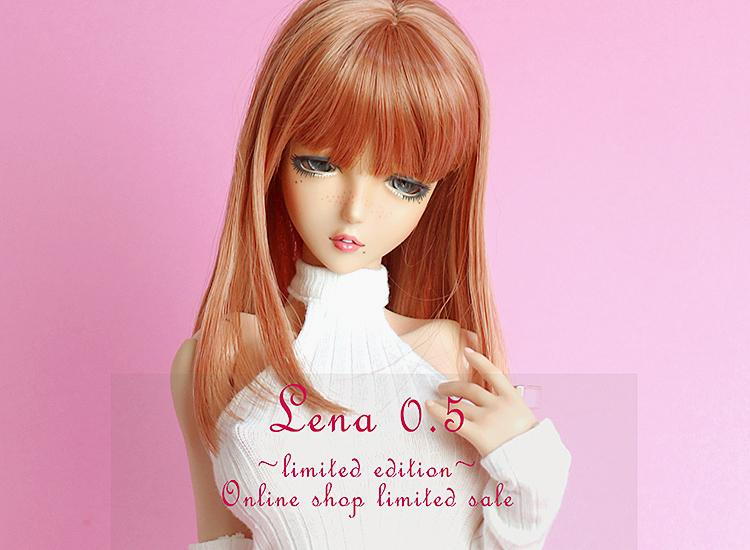 Lena 0.5
~limited edition~
Online shop limited sale